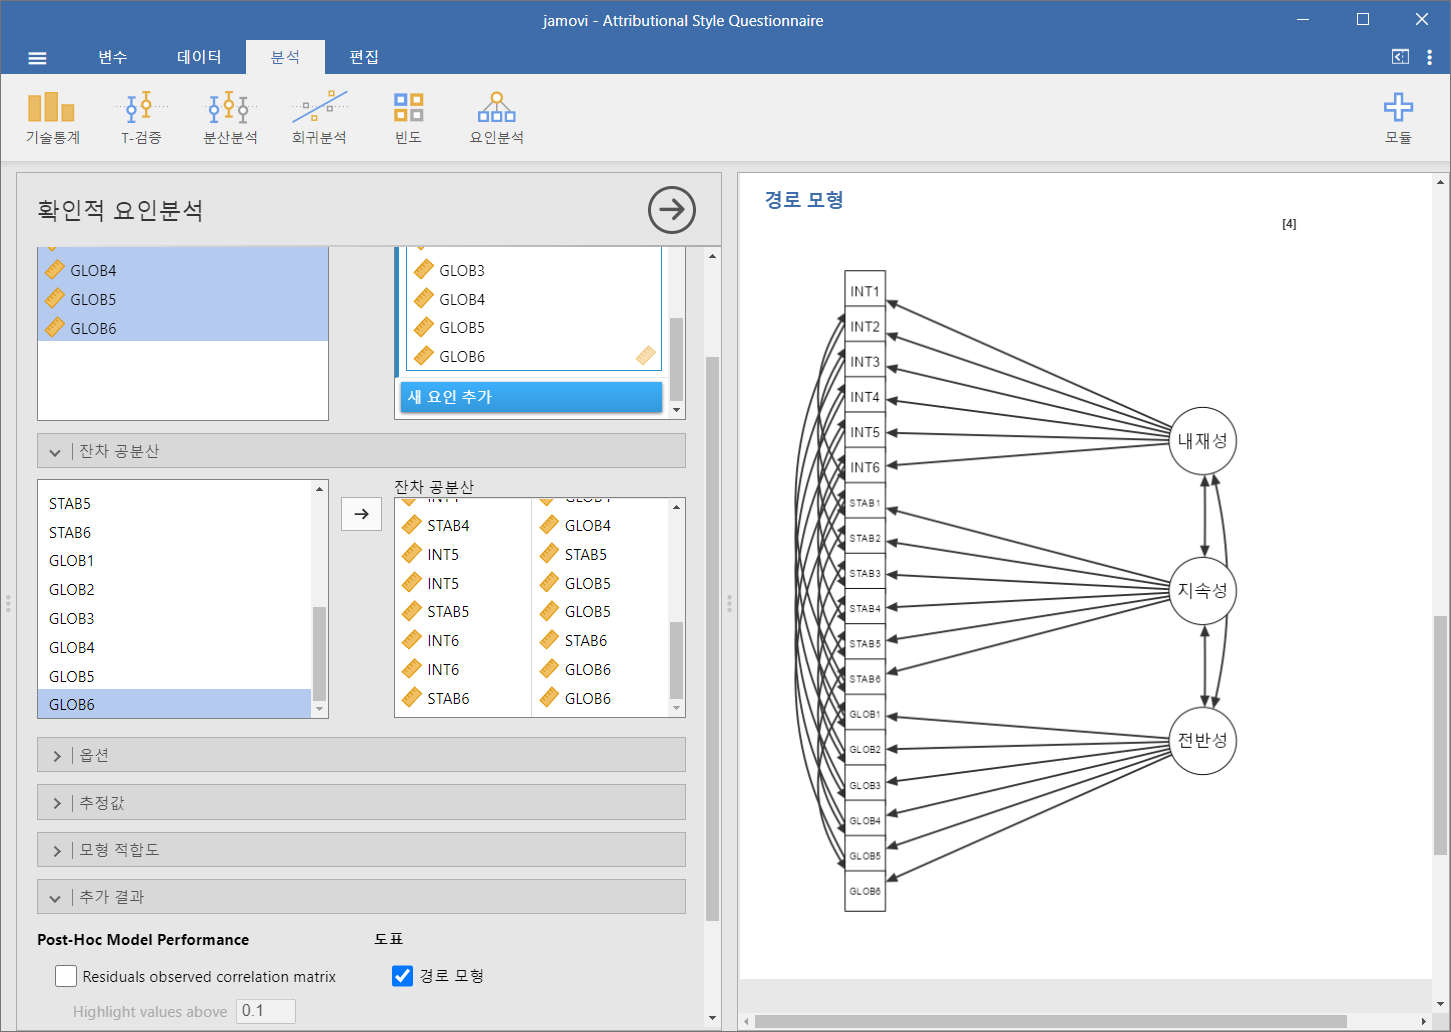 jamovi - Attributional Style Questionnaire
변수 데이터 분석 편집
기술통계 T-검증 분산분석 회귀분석 빈도 요인분석 모듈
확인적 요인분석
GLOB4
GLOB5
GLOB6
GLOB3
GLOB4
GLOB5
GLOB6
새 요인 추가
잔차 공분산
STAB5
STAB6
GLOB1
GLOB2
GLOB3
GLOB4
GLOB5
GLOB6
잔차 공분산
STAB4 GLOB4
INT5 STAB5
INT5 GLOB5
STAB5 GLOB5
INT6 STAB6
INT6 GLOB6
STAB6 GLOB6
옵션
추정값
모형 적합도
추가 결과
Post-Hoc Model Performance
Residuals observed correlation matrix
Highlight values above 0.1
도표
경로 모형
경로 모형
[4]
INT1
INT2
INT3
INT4
INT5
INT6
STAB1
STAB2
STAB3
STAB4
STAB5
STAB6
GLOB1
GLOB2
GLOB3
GLOB4
GLOB5
GLOB6
내재성
지속성
전반성